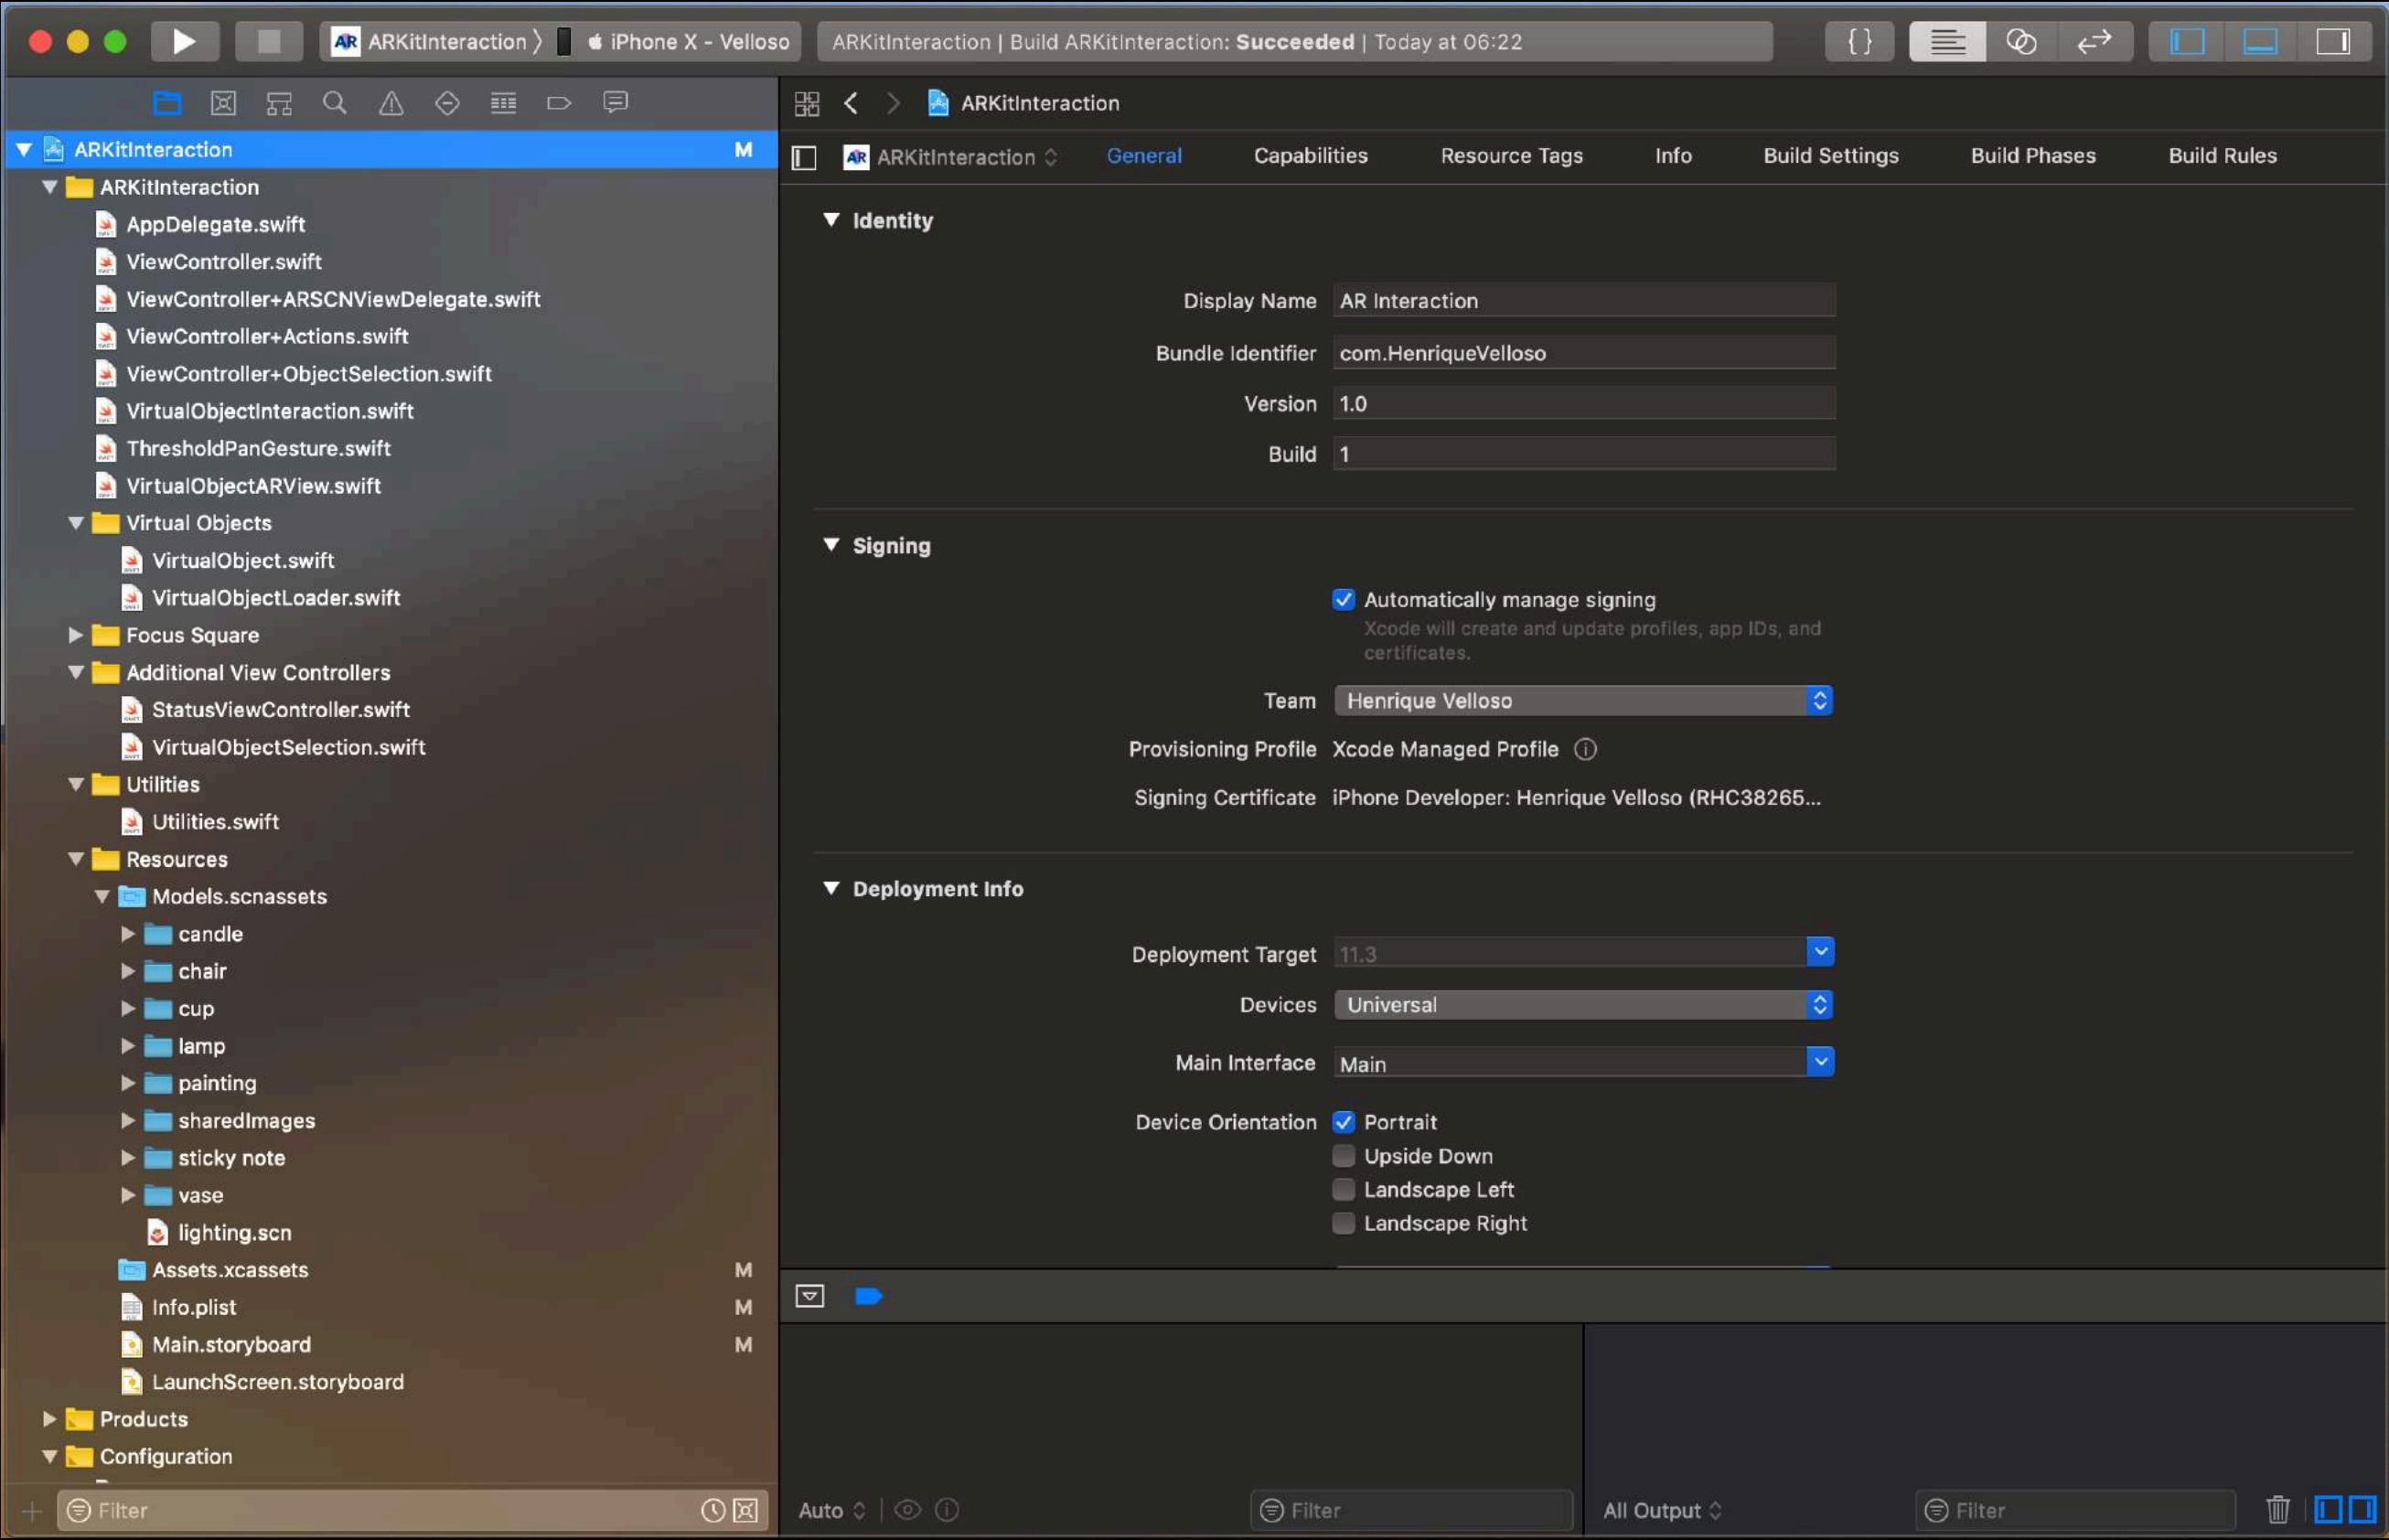 AR ARKitInteraction 〉 iPhone X - Velloso
ARKitInteraction | Build ARKitInteraction: Succeeded | Today at 06:22
{ }
ARKitInteraction M
ARKitInteraction
AppDelegate.swift
ViewController.swift
ViewController+ARSCNViewDelegate.swift
ViewController+Actions.swift
ViewController+ObjectSelection.swift
VirtualObjectInteraction.swift
ThresholdPanGesture.swift
VirtualObjectARView.swift
Virtual Objects
VirtualObject.swift
VirtualObjectLoader.swift
Focus Square
Additional View Controllers
StatusViewController.swift
VirtualObjectSelection.swift
Utilities
Utilities.swift
Resources
Models.scnassets
candle
chair
cup
lamp
painting
sharedImages
sticky note
vase
lighting.scn
Assets.xcassets M
Info.plist M
Main.storyboard M
LaunchScreen.storyboard
Products
Configuration
Filter
ARKitInteraction
AR ARKitInteraction General Capabilities Resource Tags Info Build Settings Build Phases Build Rules
Identity
Display Name AR Interaction
Bundle Identifier com.HenriqueVelloso
Version 1.0
Build 1
Signing
Automatically manage signing
Xcode will create and update profiles, app IDs, and
certificates.
Team Henrique Velloso
Provisioning Profile Xcode Managed Profile
Signing Certificate iPhone Developer: Henrique Velloso (RHC38265...
Deployment Info
Deployment Target 11.3
Devices Universal
Main Interface Main
Device Orientation Portrait
Upside Down
Landscape Left
Landscape Right
Auto Filter All Output Filter